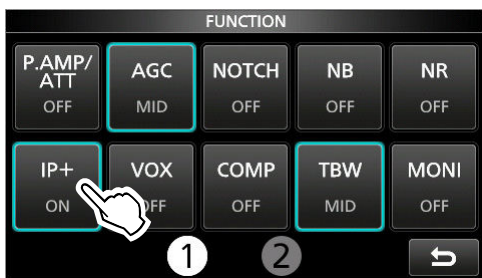 FUNCTION
P.AMP/
ATT
OFF
AGC
MID
NOTCH
OFF
NB
OFF
NR
OFF
IP+
ON
VOX
OFF
COMP
OFF
TBW
MID
MONI
OFF
1
2